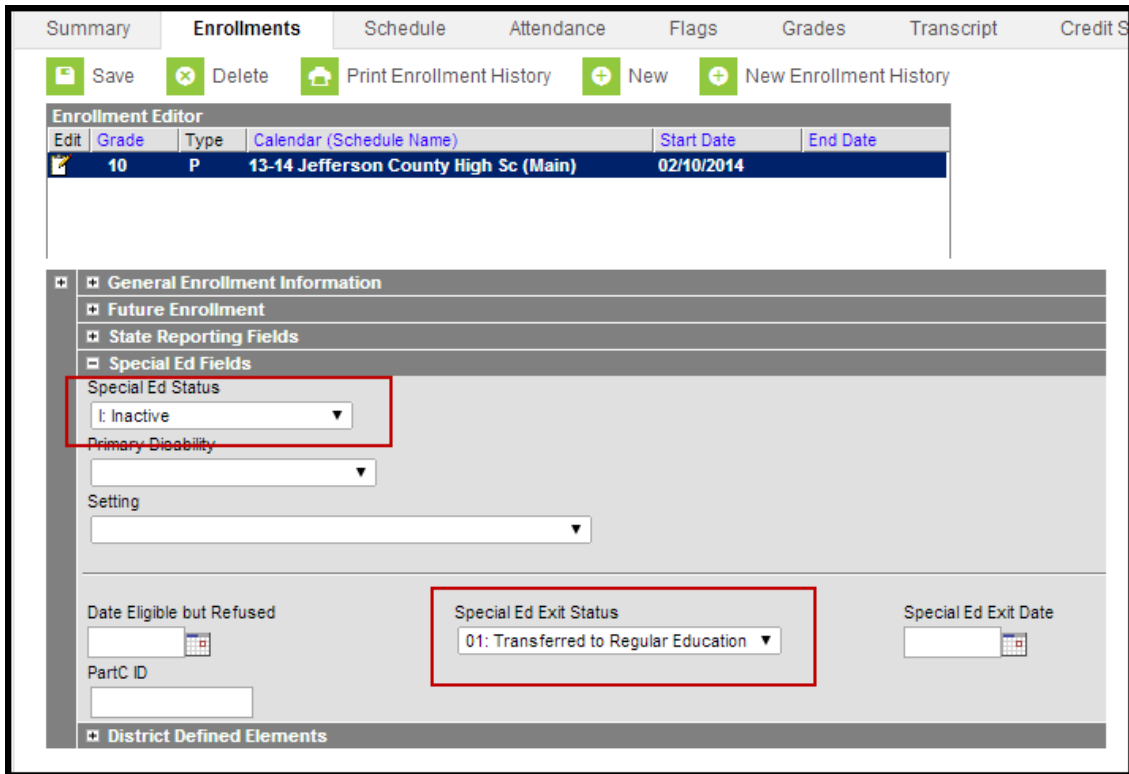 Summary Enrollments Schedule Attendance Flags Grades Transcript Credit S
Save Delete Print Enrollment History New New Enrollment History
Enrollment Editor
Edit Grade Type Calendar (Schedule Name) Start Date End Date
10 P 13-14 Jefferson County High Sc (Main) 02/10/2014
General Enrollment Information
Future Enrollment
State Reporting Fields
Special Ed Fields
Special Ed Status
I: Inactive
Primary Disability
Setting
Date Eligible but Refused Special Ed Exit Status Special Ed Exit Date
01: Transferred to Regular Education
PartC ID
District Defined Elements